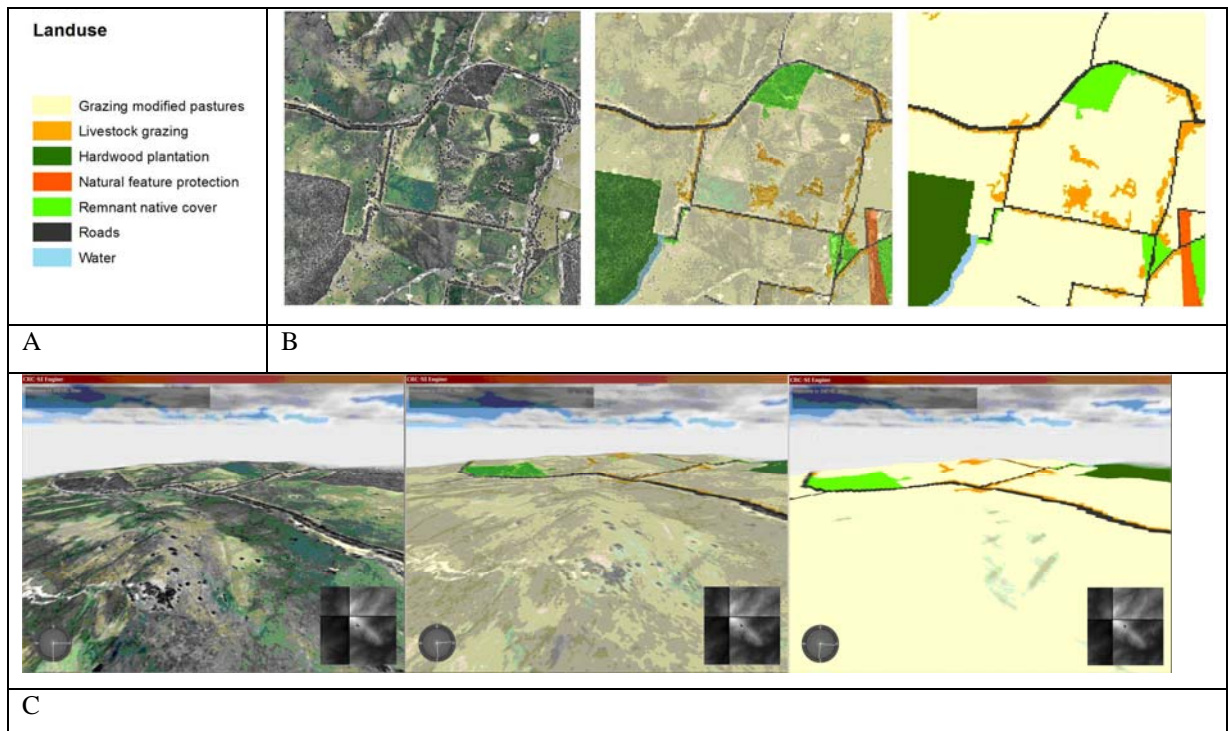 Landuse
Grazing modified pastures
Livestock grazing
Hardwood plantation
Natural feature protection
Remnant native cover
Roads
Water
A
B
CRC-SI Engine
CRC-SI Engine
CRC-SI Engine
C